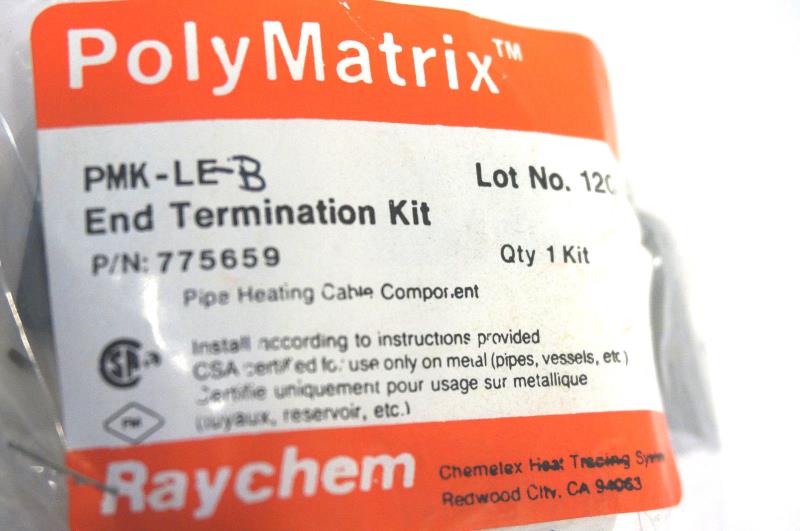 PolyMatrix™
PMK-LE-B
Lot No. 12
End Termination Kit
P/N: 775659
Qty 1 Kit
Pipe Heating Cable Component
Install according to instructions provided
CSA certified for use only on metal (pipes, vessels, etc)
Certifie uniquement pour usage sur metallique
(tuyaux, reservoir, etc.)
FM
Raychem
Chemelex Heat Tracing
Redwood City, CA 94063